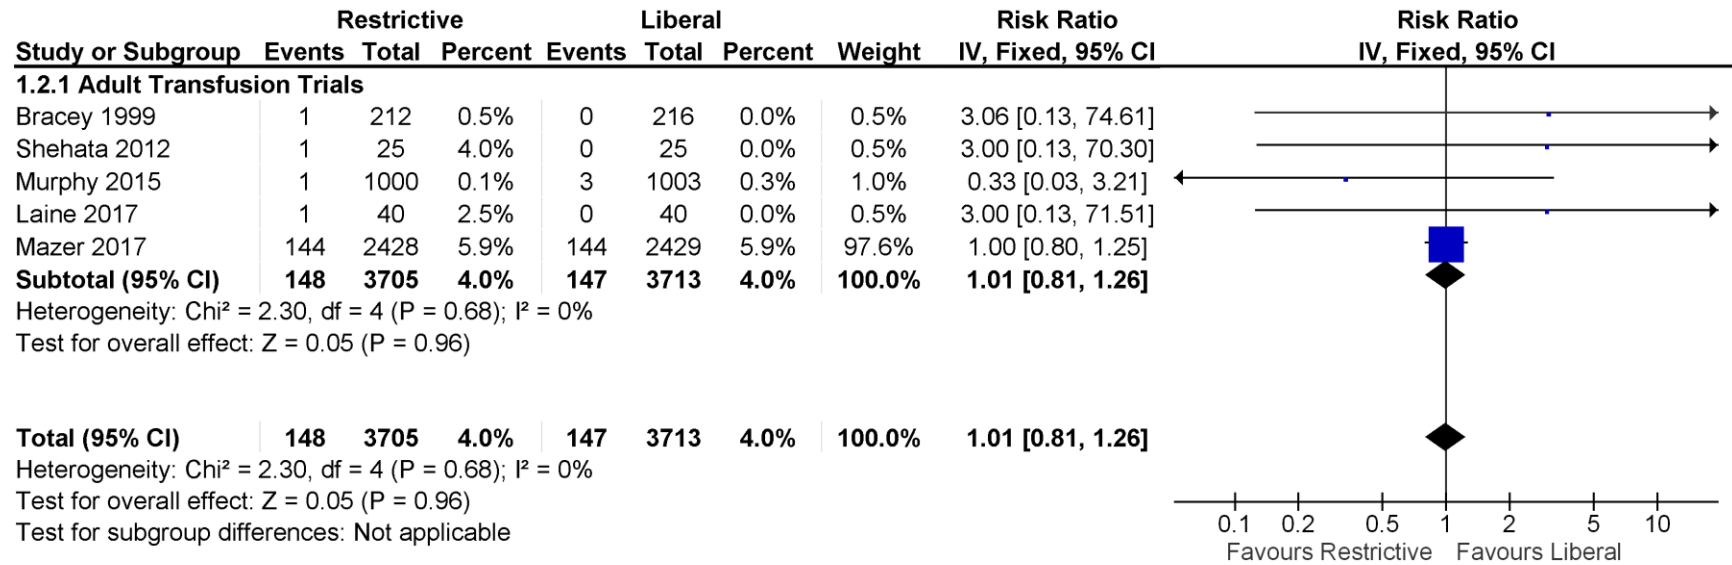 Restrictive Liberal Risk Ratio Risk Ratio
Study or Subgroup Events Total Percent Events Total Percent Weight IV, Fixed, 95% CI IV, Fixed, 95% CI
1.2.1 Adult Transfusion Trials
Bracey 1999 1 212 0.5% 0 216 0.0% 0.5% 3.06 [0.13, 74.61]
Shehata 2012 1 25 4.0% 0 25 0.0% 0.5% 3.00 [0.13, 70.30]
Murphy 2015 1 1000 0.1% 3 1003 0.3% 1.0% 0.33 [0.03, 3.21]
Laine 2017 1 40 2.5% 0 40 0.0% 0.5% 3.00 [0.13, 71.51]
Mazer 2017 144 2428 5.9% 144 2429 5.9% 97.6% 1.00 [0.80, 1.25]
Subtotal (95% CI) 148 3705 4.0% 147 3713 4.0% 100.0% 1.01 [0.81, 1.26]
Heterogeneity: Chi² = 2.30, df = 4 (P = 0.68); I² = 0%
Test for overall effect: Z = 0.05 (P = 0.96)
Total (95% CI) 148 3705 4.0% 147 3713 4.0% 100.0% 1.01 [0.81, 1.26]
Heterogeneity: Chi² = 2.30, df = 4 (P = 0.68); I² = 0%
Test for overall effect: Z = 0.05 (P = 0.96)
Test for subgroup differences: Not applicable
0.1 0.2 0.5 1 2 5 10
Favours Restrictive Favours Liberal